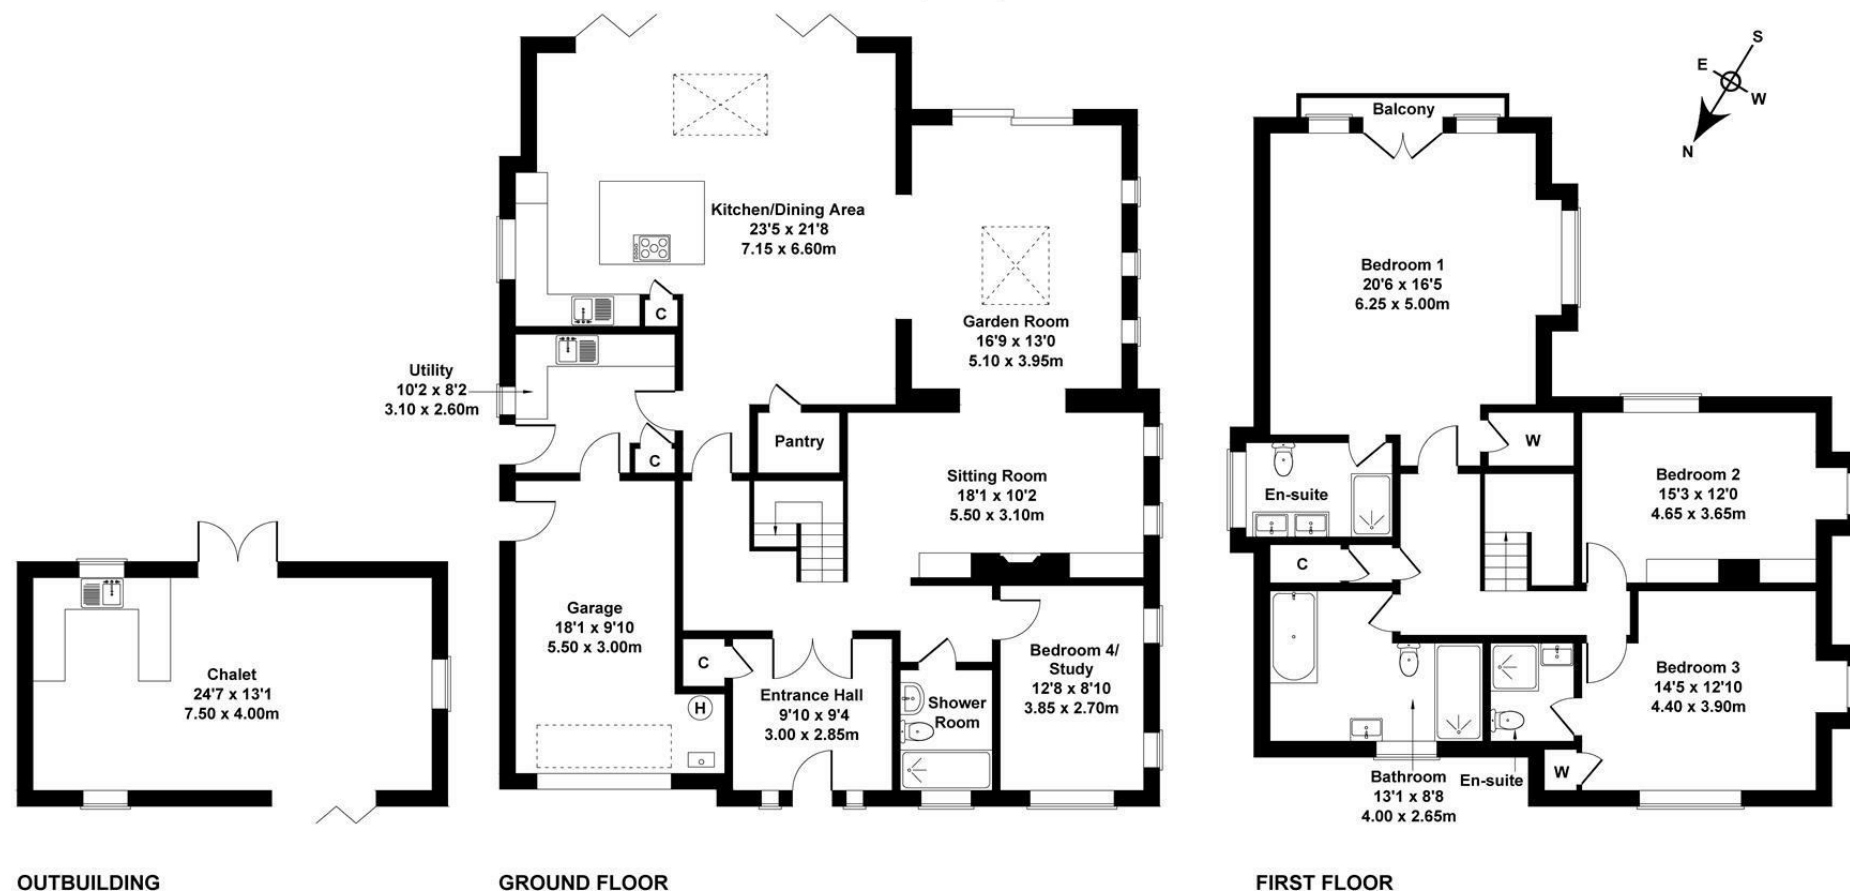 S
E
W
N
Balcony
Kitchen/Dining Area
23'5 x 21'8
7.15 x 6.60m
C
Garden Room
16'9 x 13'0
5.10 x 3.95m
Utility
10'2 x 8'2
3.10 x 2.60m
C
Pantry
Sitting Room
18'1 x 10'2
5.50 x 3.10m
Garage
18'1 x 9'10
5.50 x 3.00m
C
H
Entrance Hall
9'10 x 9'4
3.00 x 2.85m
Shower
Room
Bedroom 4/
Study
12'8 x 8'10
3.85 x 2.70m
Chalet
24'7 x 13'1
7.50 x 4.00m
Bedroom 1
20'6 x 16'5
6.25 x 5.00m
W
En-suite
C
Bedroom 2
15'3 x 12'0
4.65 x 3.65m
Bedroom 3
14'5 x 12'10
4.40 x 3.90m
Bathroom
13'1 x 8'8
4.00 x 2.65m
En-suite
W
OUTBUILDING
GROUND FLOOR
FIRST FLOOR